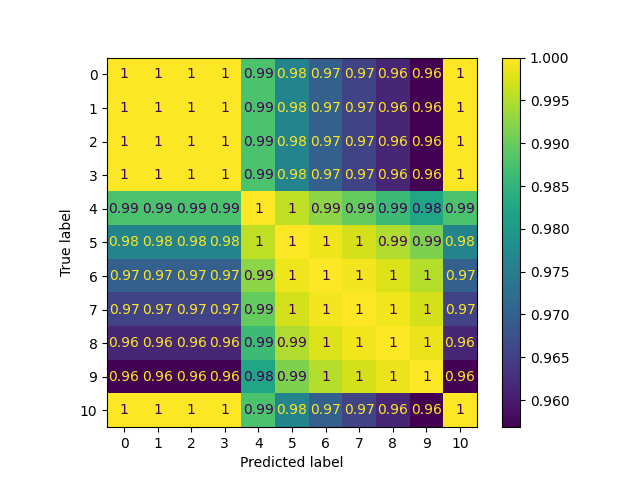 0 1 1 1 1 0.99 0.98 0.97 0.97 0.96 0.96 1
1 1 1 1 1 0.99 0.98 0.97 0.97 0.96 0.96 1
2 1 1 1 1 0.99 0.98 0.97 0.97 0.96 0.96 1
3 1 1 1 1 0.99 0.98 0.97 0.97 0.96 0.96 1
4 0.99 0.99 0.99 0.99 1 1 0.99 0.99 0.99 0.98 0.99
5 0.98 0.98 0.98 0.98 1 1 1 1 0.99 0.99 0.98
6 0.97 0.97 0.97 0.97 0.99 1 1 1 1 1 0.97
7 0.97 0.97 0.97 0.97 0.99 1 1 1 1 1 0.97
8 0.96 0.96 0.96 0.96 0.99 0.99 1 1 1 1 0.96
9 0.96 0.96 0.96 0.96 0.98 0.99 1 1 1 1 0.96
10 1 1 1 1 0.99 0.98 0.97 0.97 0.96 0.96 1
0 1 2 3 4 5 6 7 8 9 10
Predicted label
True label
1.000
0.995
0.990
0.985
0.980
0.975
0.970
0.965
0.960